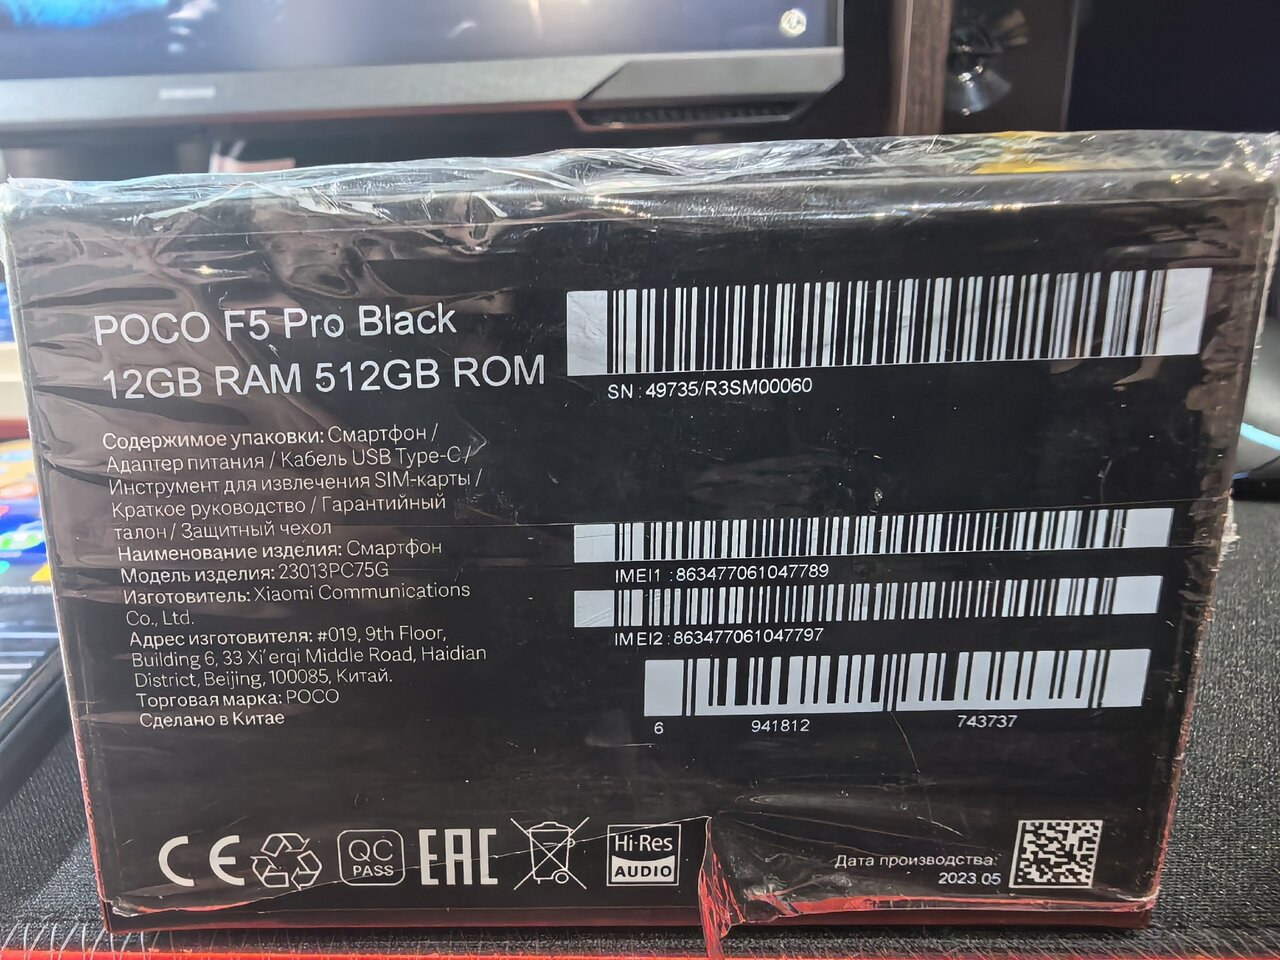 SAMSUNG
POCO F5 Pro Black
12GB RAM 512GB ROM
SN : 49735/R3SM00060
Содержимое упаковки: Смартфон /
Адаптер питания / Кабель USB Type-C /
Инструмент для извлечения SIM-карты /
Краткое руководство / Гарантийный
талон / Защитный чехол
Наименование изделия: Смартфон
Модель изделия: 23013PC75G
Изготовитель: Xiaomi Communications
Co., Ltd.
Адрес изготовителя: #019, 9th Floor,
Building 6, 33 Xi'erqi Middle Road, Haidian
District, Beijing, 100085, Китай.
Торговая марка: POCO
Сделано в Китае
IMEI1 : 863477061047789
IMEI2 : 863477061047797
6 941812 743737
CE
QC
PASS
EAC
Hi-Res
AUDIO
Дата производства:
2023.05